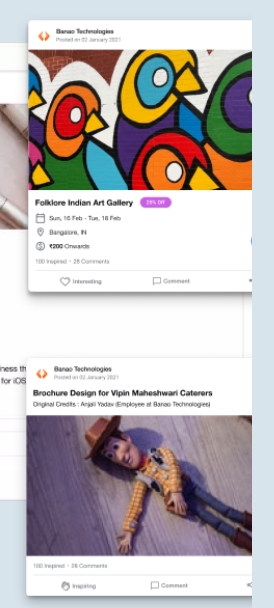 Banao Technologies
Posted on 02 January 2021
Folklore Indian Art Gallery 25% Off
Sun, 16 Feb - Tue, 18 Feb
Bangalore, IN
₹200 Onwards
100 Inspired • 28 Comments
Interesting Comment
ness th
for iOS
Banao Technologies
Posted on 02 January 2021
Brochure Design for Vipin Maheshwari Caterers
Original Credits : Anjali Yadav (Employee at Banao Technologies)
100 Inspired • 28 Comments
Inspiring Comment